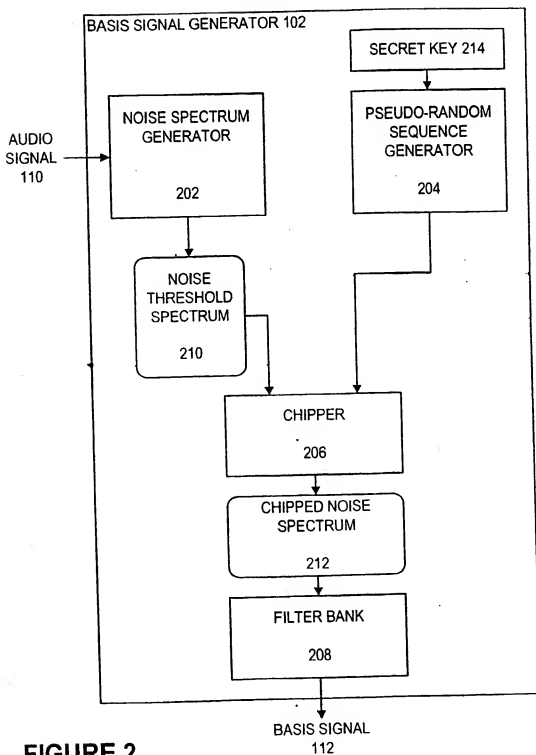 BASIS SIGNAL GENERATOR 102
SECRET KEY 214
NOISE SPECTRUM
GENERATOR
202
PSEUDO-RANDOM
SEQUENCE
GENERATOR
204
AUDIO
SIGNAL
110
NOISE
THRESHOLD
SPECTRUM
210
CHIPPER
206
CHIPPED NOISE
SPECTRUM
212
FILTER BANK
208
BASIS SIGNAL
112
FIGURE 2